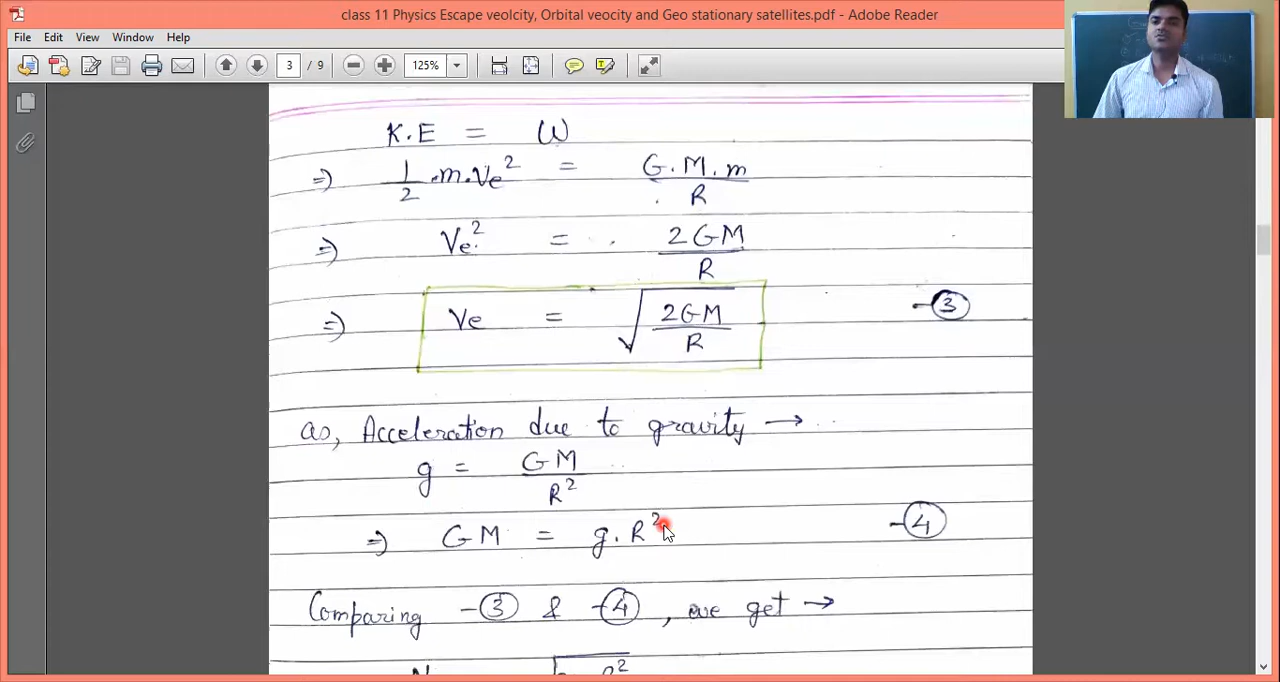 class 11 Physics Escape veolcity, Orbital veocity and Geo stationary satellites.pdf - Adobe Reader
File Edit View Window Help
3 / 9 125%
K.E = W
⇒ 1/2 .m.Ve² = G.M.m/R
⇒ Ve² = 2GM/R
⇒ Ve = √(2GM/R) -③
as, Acceleration due to gravity →
g = GM/R²
⇒ GM = g.R² -④
Comparing -③ & -④, we get →